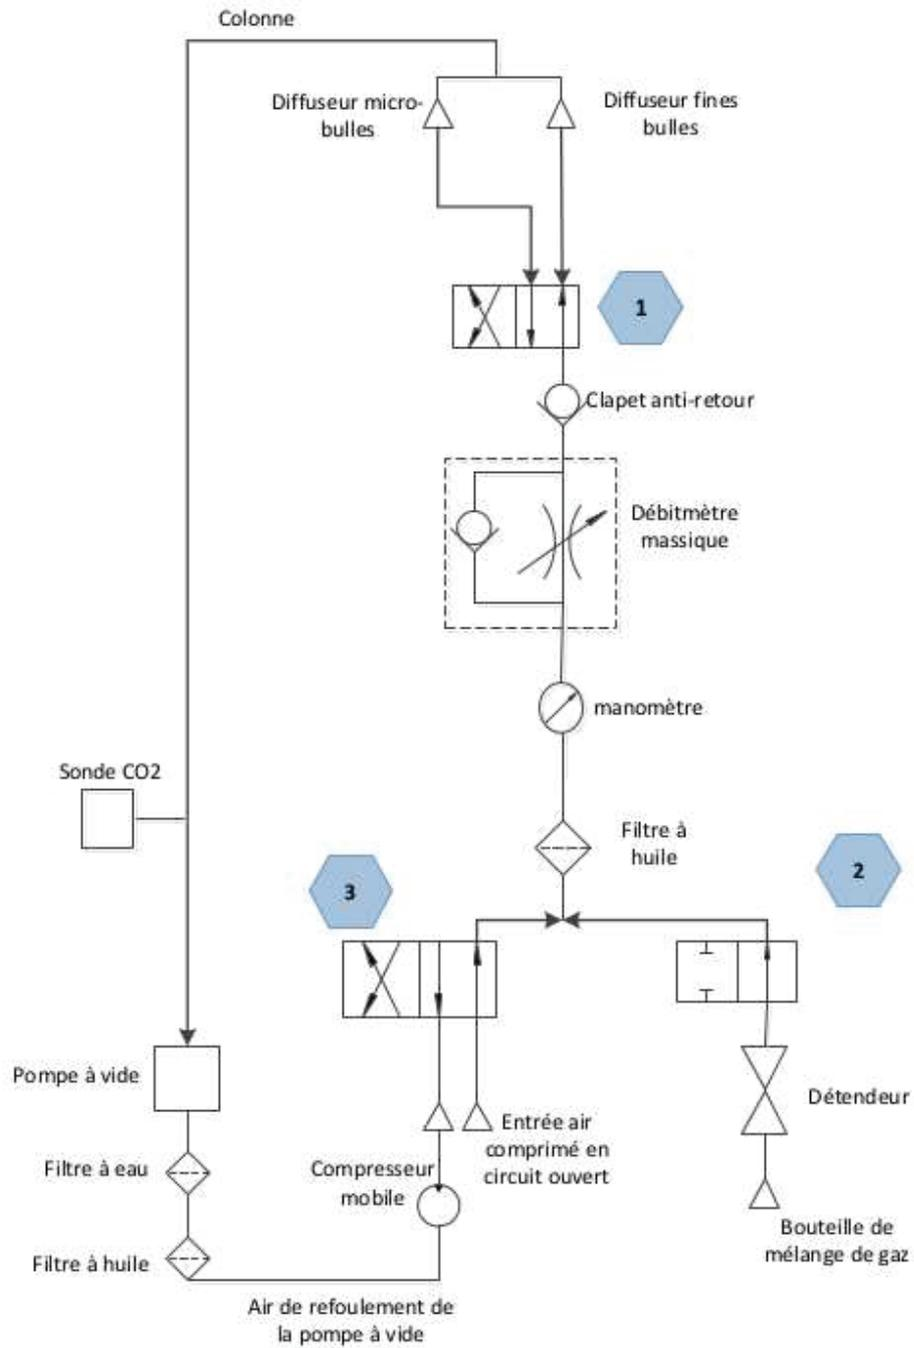 Colonne
Diffuseur micro-
bulles
Diffuseur fines
bulles
1
Clapet anti-retour
Débitmètre
massique
manomètre
Sonde CO2
Filtre à
huile
2
3
Pompe à vide
Détendeur
Entrée air
comprimé en
circuit ouvert
Filtre à eau
Compresseur
mobile
Bouteille de
mélange de gaz
Filtre à huile
Air de refoulement de
la pompe à vide